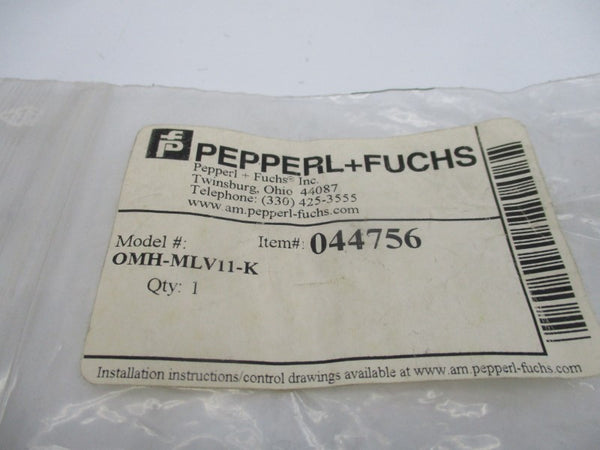 FP PEPPERL+FUCHS
Pepperl + Fuchs® Inc.
Twinsburg, Ohio 44087
Telephone: (330) 425-3555
www.am.pepperl-fuchs.com
Model #: Item#: 044756
OMH-MLV11-K
Qty: 1
Installation instructions/control drawings available at www.am.pepperl-fuchs.com